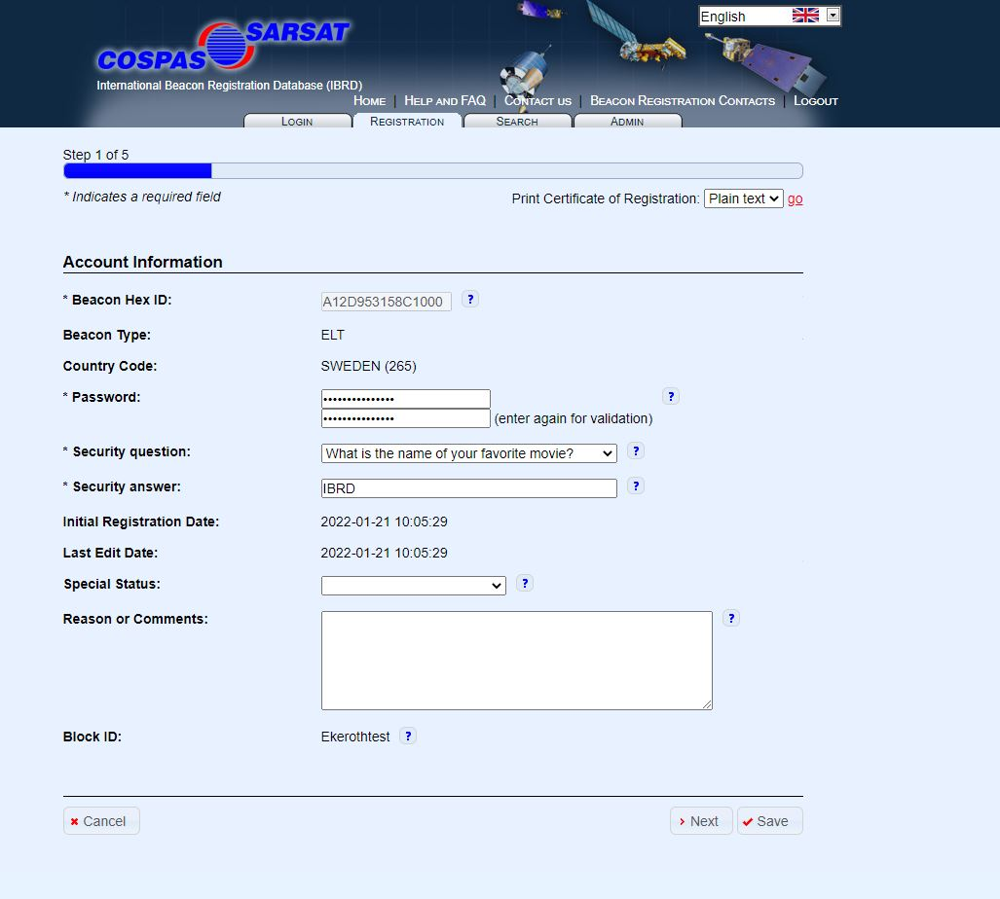 English
COSPAS SARSAT
International Beacon Registration Database (IBRD)
HOME | HELP AND FAQ | CONTACT US | BEACON REGISTRATION CONTACTS | LOGOUT
LOGIN REGISTRATION SEARCH ADMIN
Step 1 of 5
* Indicates a required field
Print Certificate of Registration: Plain text go
Account Information
* Beacon Hex ID: A12D953158C1000 ?
Beacon Type: ELT
Country Code: SWEDEN (265)
* Password: ••••••••••••••• ?
••••••••••••••• (enter again for validation)
* Security question: What is the name of your favorite movie? ?
* Security answer: IBRD ?
Initial Registration Date: 2022-01-21 10:05:29
Last Edit Date: 2022-01-21 10:05:29
Special Status: ?
Reason or Comments: ?
Block ID: Ekerothtest ?
Cancel Next Save